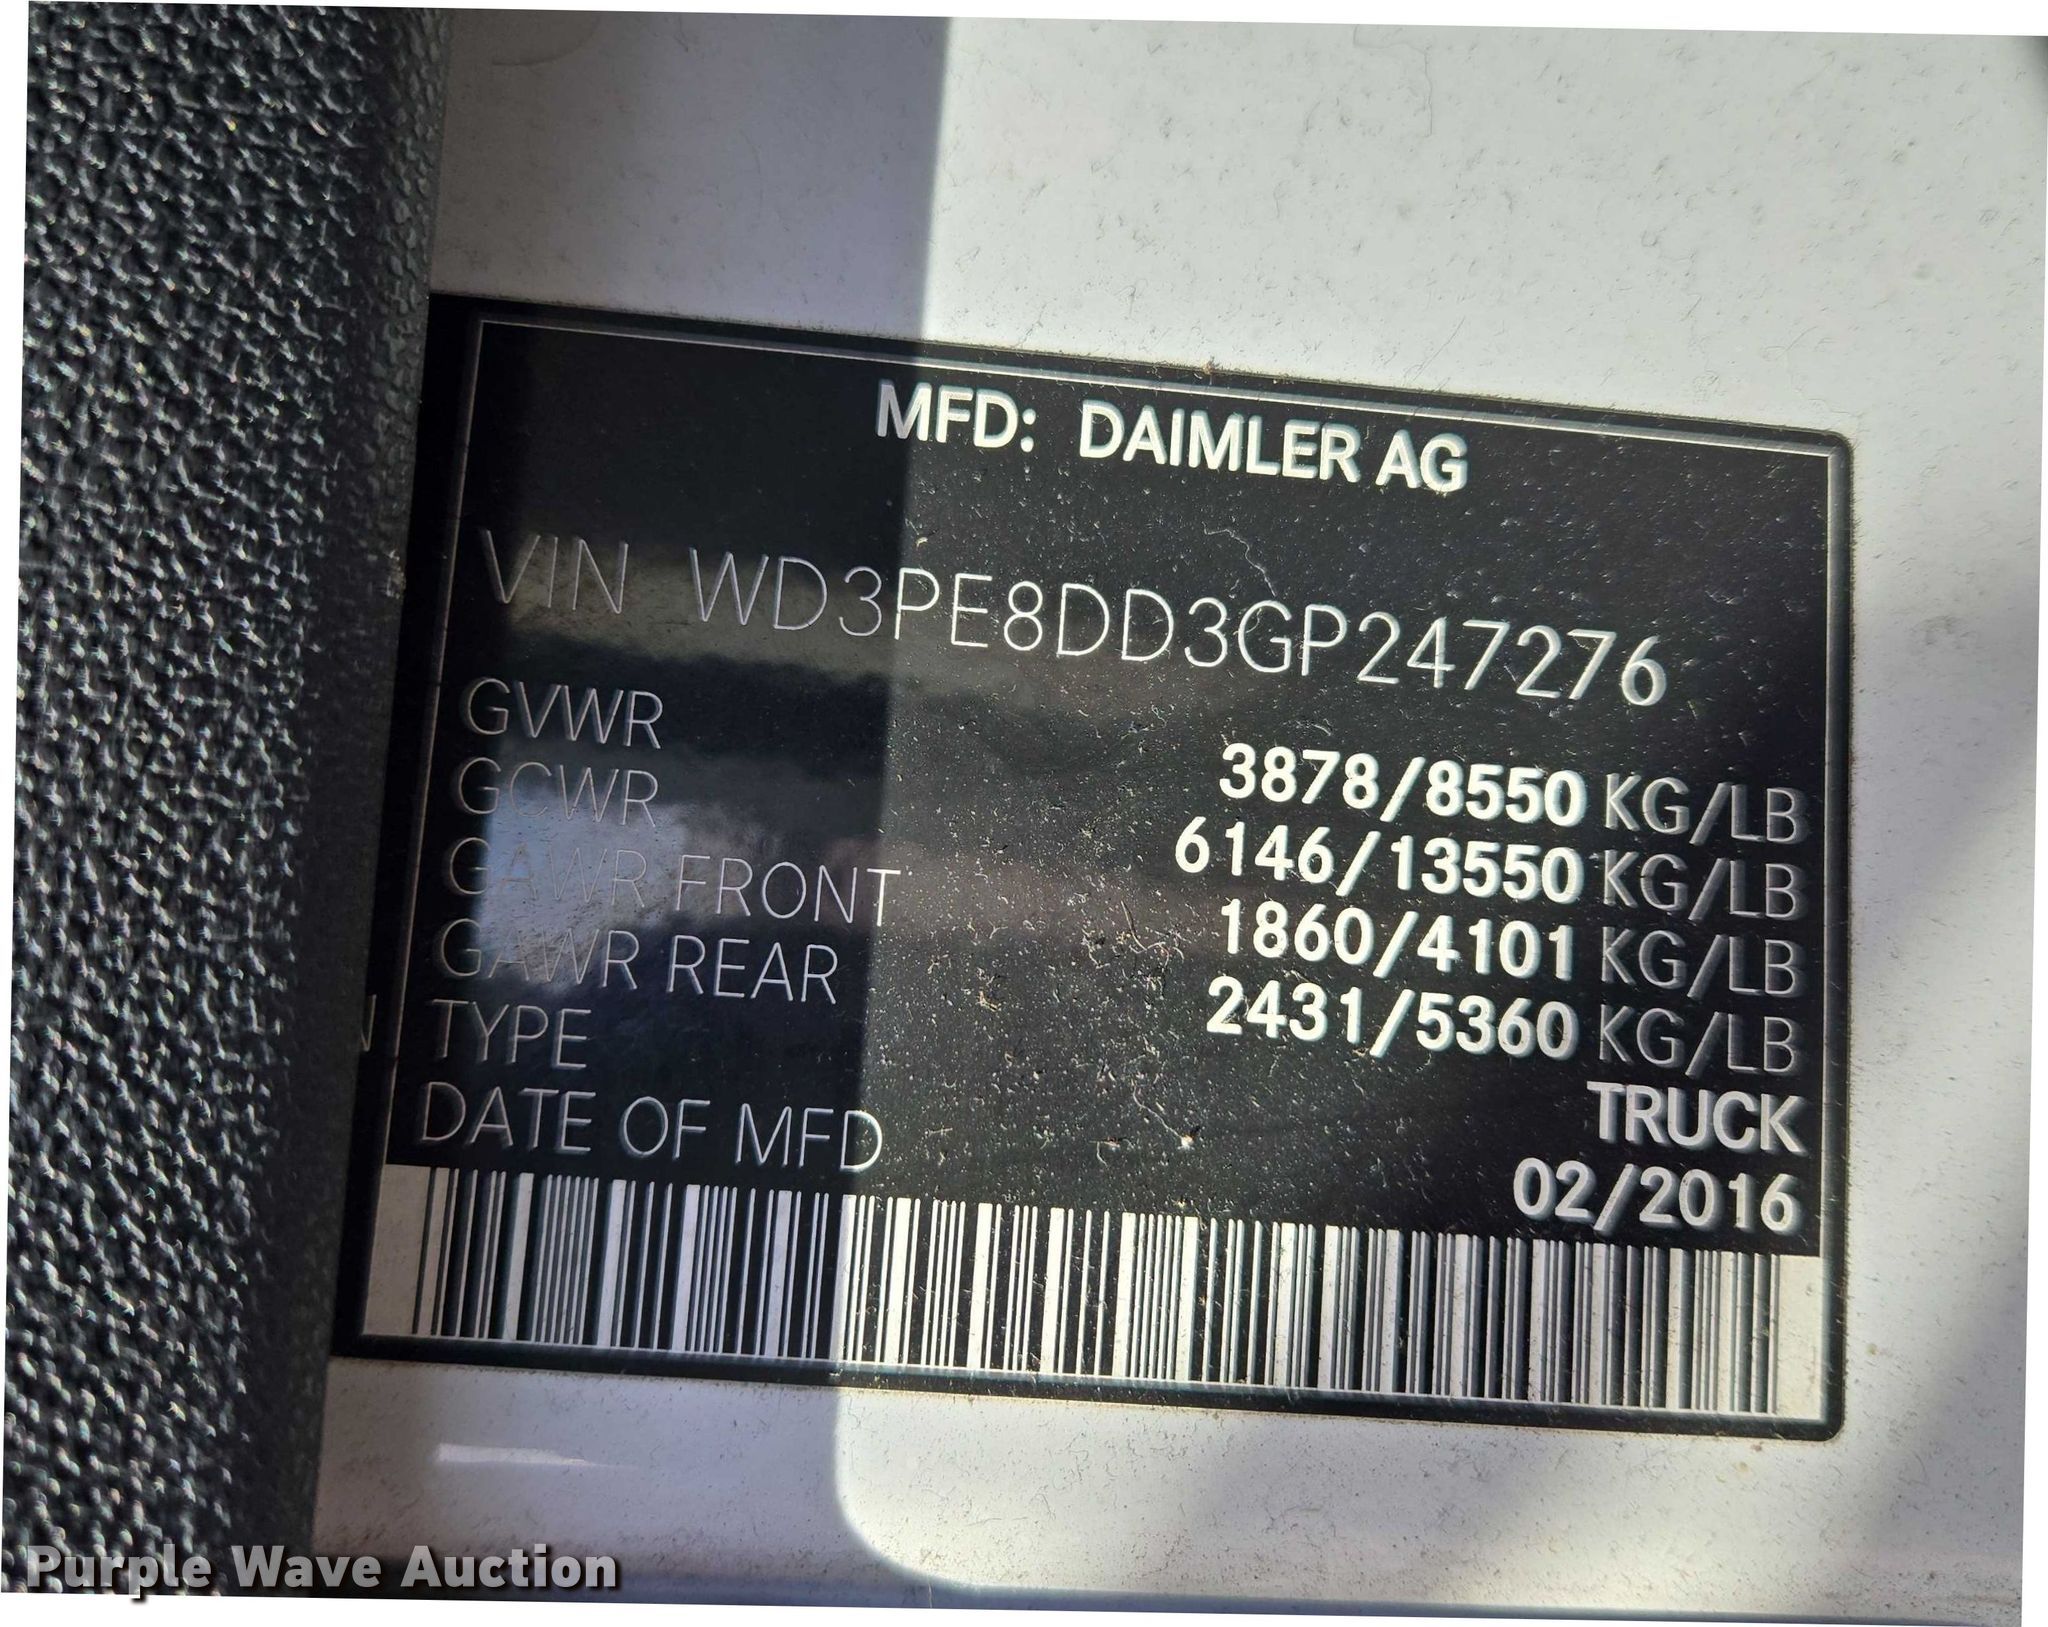 MFD: DAIMLER AG
VIN WD3PE8DD3GP247276
GVWR 3878/8550 KG/LB
GCWR 6146/13550 KG/LB
GAWR FRONT 1860/4101 KG/LB
GAWR REAR 2431/5360 KG/LB
TYPE TRUCK
DATE OF MFD 02/2016
Purple Wave Auction